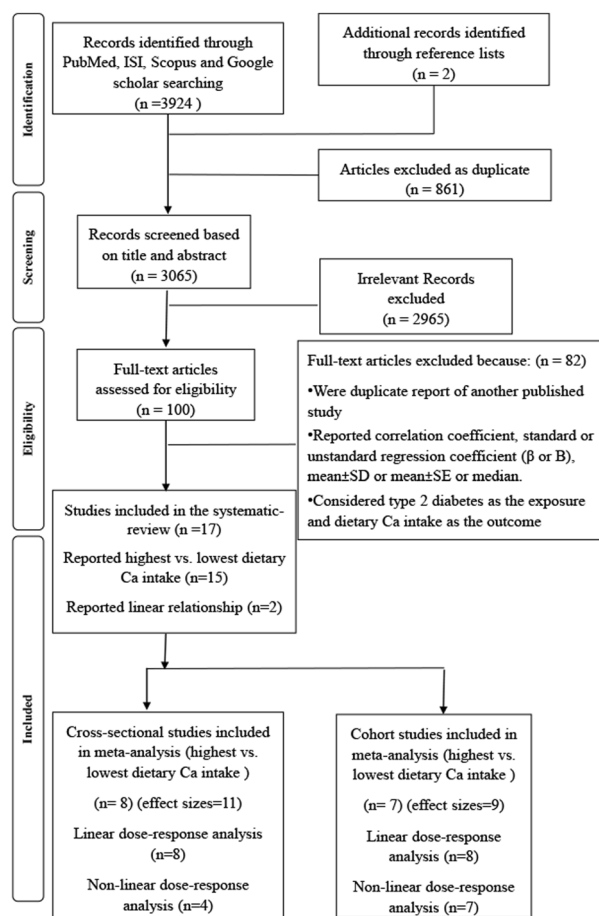 Identification
Records identified through
PubMed, ISI, Scopus and Google
scholar searching
(n =3924 )
Additional records identified
through reference lists
(n = 2)
Articles excluded as duplicate
(n = 861)
Screening
Records screened based
on title and abstract
(n = 3065)
Irrelevant Records
excluded
(n = 2965)
Eligibility
Full-text articles
assessed for eligibility
(n = 100)
Full-text articles excluded because: (n = 82)
•Were duplicate report of another published
study
•Reported correlation coefficient, standard or
unstandard regression coefficient (β or B),
mean±SD or mean±SE or median.
•Considered type 2 diabetes as the exposure
and dietary Ca intake as the outcome
Studies included in the systematic-
review (n =17)
Reported highest vs. lowest dietary
Ca intake (n=15)
Reported linear relationship (n=2)
Included
Cross-sectional studies included
in meta-analysis (highest vs.
lowest dietary Ca intake )
(n= 8) (effect sizes=11)
Linear dose-response analysis
(n=8)
Non-linear dose-response
analysis (n=4)
Cohort studies included in
meta-analysis (highest vs.
lowest dietary Ca intake )
(n= 7) (effect sizes=9)
Linear dose-response
analysis (n=8)
Non-linear dose-response
analysis (n=7)